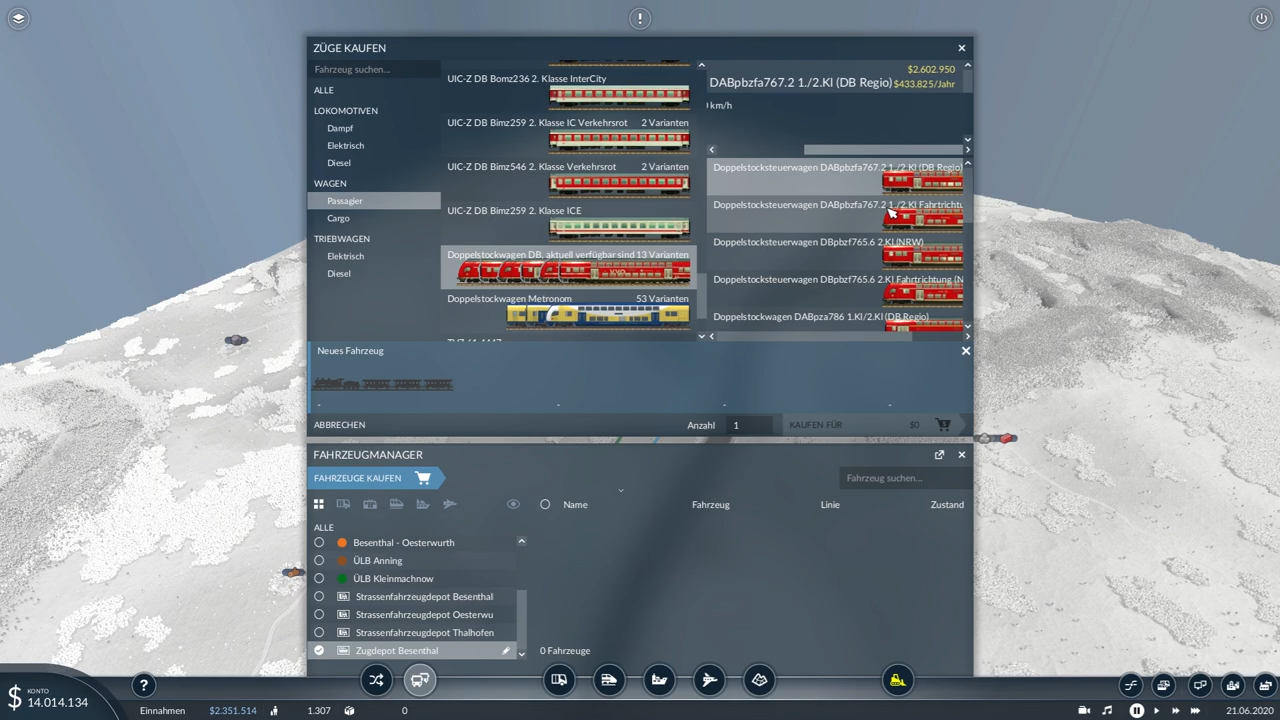 ZÜGE KAUFEN
Fahrzeug suchen...
ALLE
LOKOMOTIVEN
Dampf
Elektrisch
Diesel
WAGEN
Passagier
Cargo
TRIEBWAGEN
Elektrisch
Diesel
UIC-Z DB Bomz236 2. Klasse InterCity
UIC-Z DB Bimz259 2. Klasse IC Verkehrsrot 2 Varianten
UIC-Z DB Bimz546 2. Klasse Verkehrsrot 2 Varianten
UIC-Z DB Bimz259 2. Klasse ICE
Doppelstockwagen DB, aktuell verfügbar sind 13 Varianten
Doppelstockwagen Metronom 53 Varianten
$2.602.950
DABpbzfa767.2 1./2.Kl (DB Regio) $433.825/Jahr
km/h
Doppelstocksteuerwagen DABpbzfa767.2 1./2.Kl (DB Regio)
Doppelstocksteuerwagen DABpbzfa767.2 1./2.Kl Fahrtrichtu
Doppelstocksteuerwagen DBpbzf765.6 2.Kl(NRW)
Doppelstocksteuerwagen DBpbzf765.6 2.Kl Fahrtrichtung (N
Doppelstockwagen DABpza786 1.Kl/2.Kl (DB Regio)
Neues Fahrzeug
- - - -
ABBRECHEN
Anzahl 1
KAUFEN FÜR $0
FAHRZEUGMANAGER
FAHRZEUGE KAUFEN
Fahrzeug suchen...
Name Fahrzeug Linie Zustand
ALLE
Besenthal - Oesterwurth
ÜLB Anning
ÜLB Kleinmachnow
Strassenfahrzeugdepot Besenthal
Strassenfahrzeugdepot Oesterwu
Strassenfahrzeugdepot Thalhofen
Zugdepot Besenthal
0 Fahrzeuge
$ KONTO
14.014.134
?
Einnahmen $2.351.514 1.307 0
21.06.2020